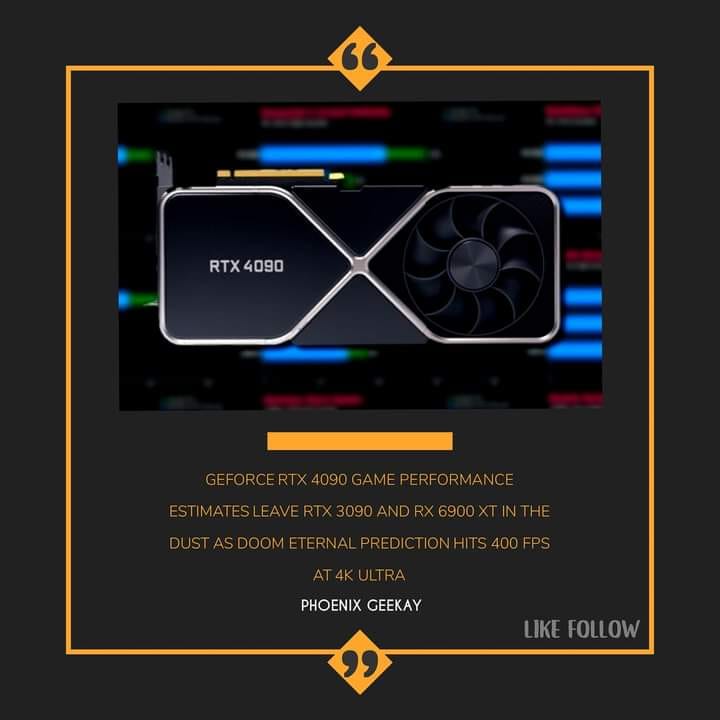 RTX 4090
GEFORCE RTX 4090 GAME PERFORMANCE
ESTIMATES LEAVE RTX 3090 AND RX 6900 XT IN THE
DUST AS DOOM ETERNAL PREDICTION HITS 400 FPS
AT 4K ULTRA
PHOENIX GEEKAY
LIKE FOLLOW